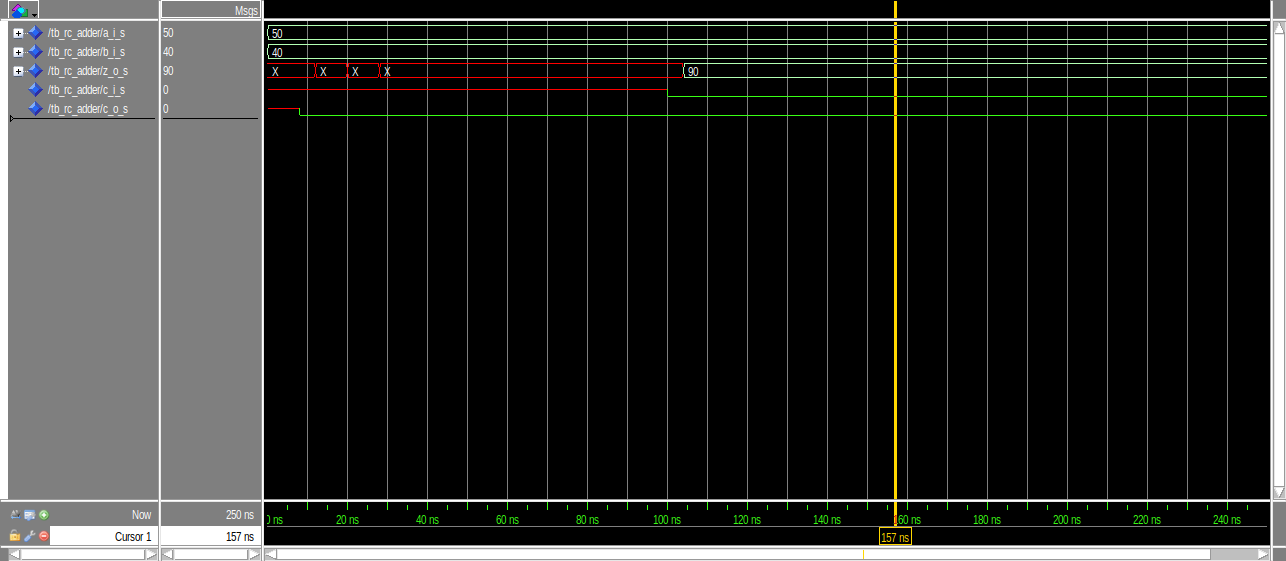 Msgs
/tb_rc_adder/a_i_s 50 50
/tb_rc_adder/b_i_s 40 40
/tb_rc_adder/z_o_s 90 X X X X 90
/tb_rc_adder/c_i_s 0
/tb_rc_adder/c_o_s 0
Now 250 ns 0 ns 20 ns 40 ns 60 ns 80 ns 100 ns 120 ns 140 ns 160 ns 180 ns 200 ns 220 ns 240 ns
Cursor 1 157 ns 157 ns